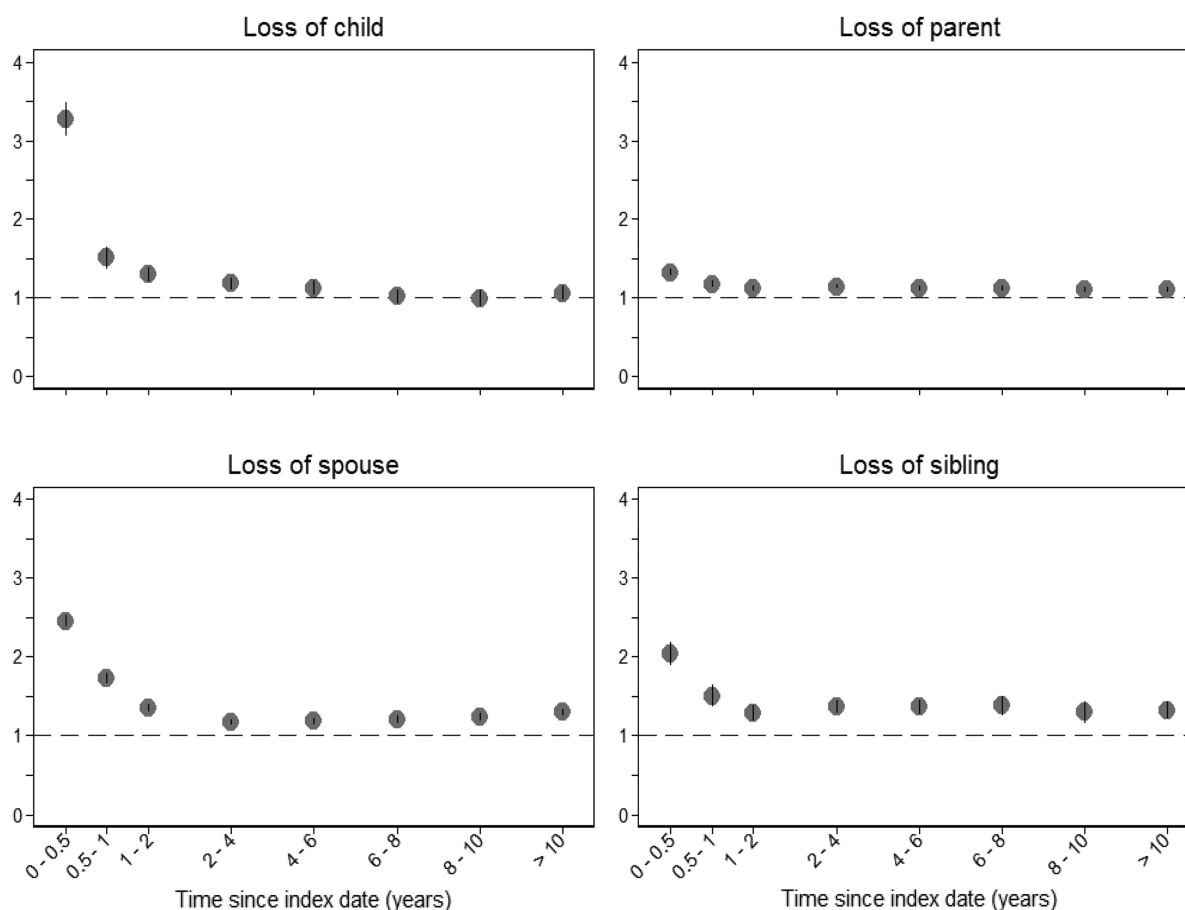 Loss of child
4
3
2
1
0
Loss of parent
4
3
2
1
0
Loss of spouse
4
3
2
1
0
0 - 0.5
0.5 - 1
1 - 2
2 - 4
4 - 6
6 - 8
8 - 10
> 10
Time since index date (years)
Loss of sibling
4
3
2
1
0
0 - 0.5
0.5 - 1
1 - 2
2 - 4
4 - 6
6 - 8
8 - 10
> 10
Time since index date (years)